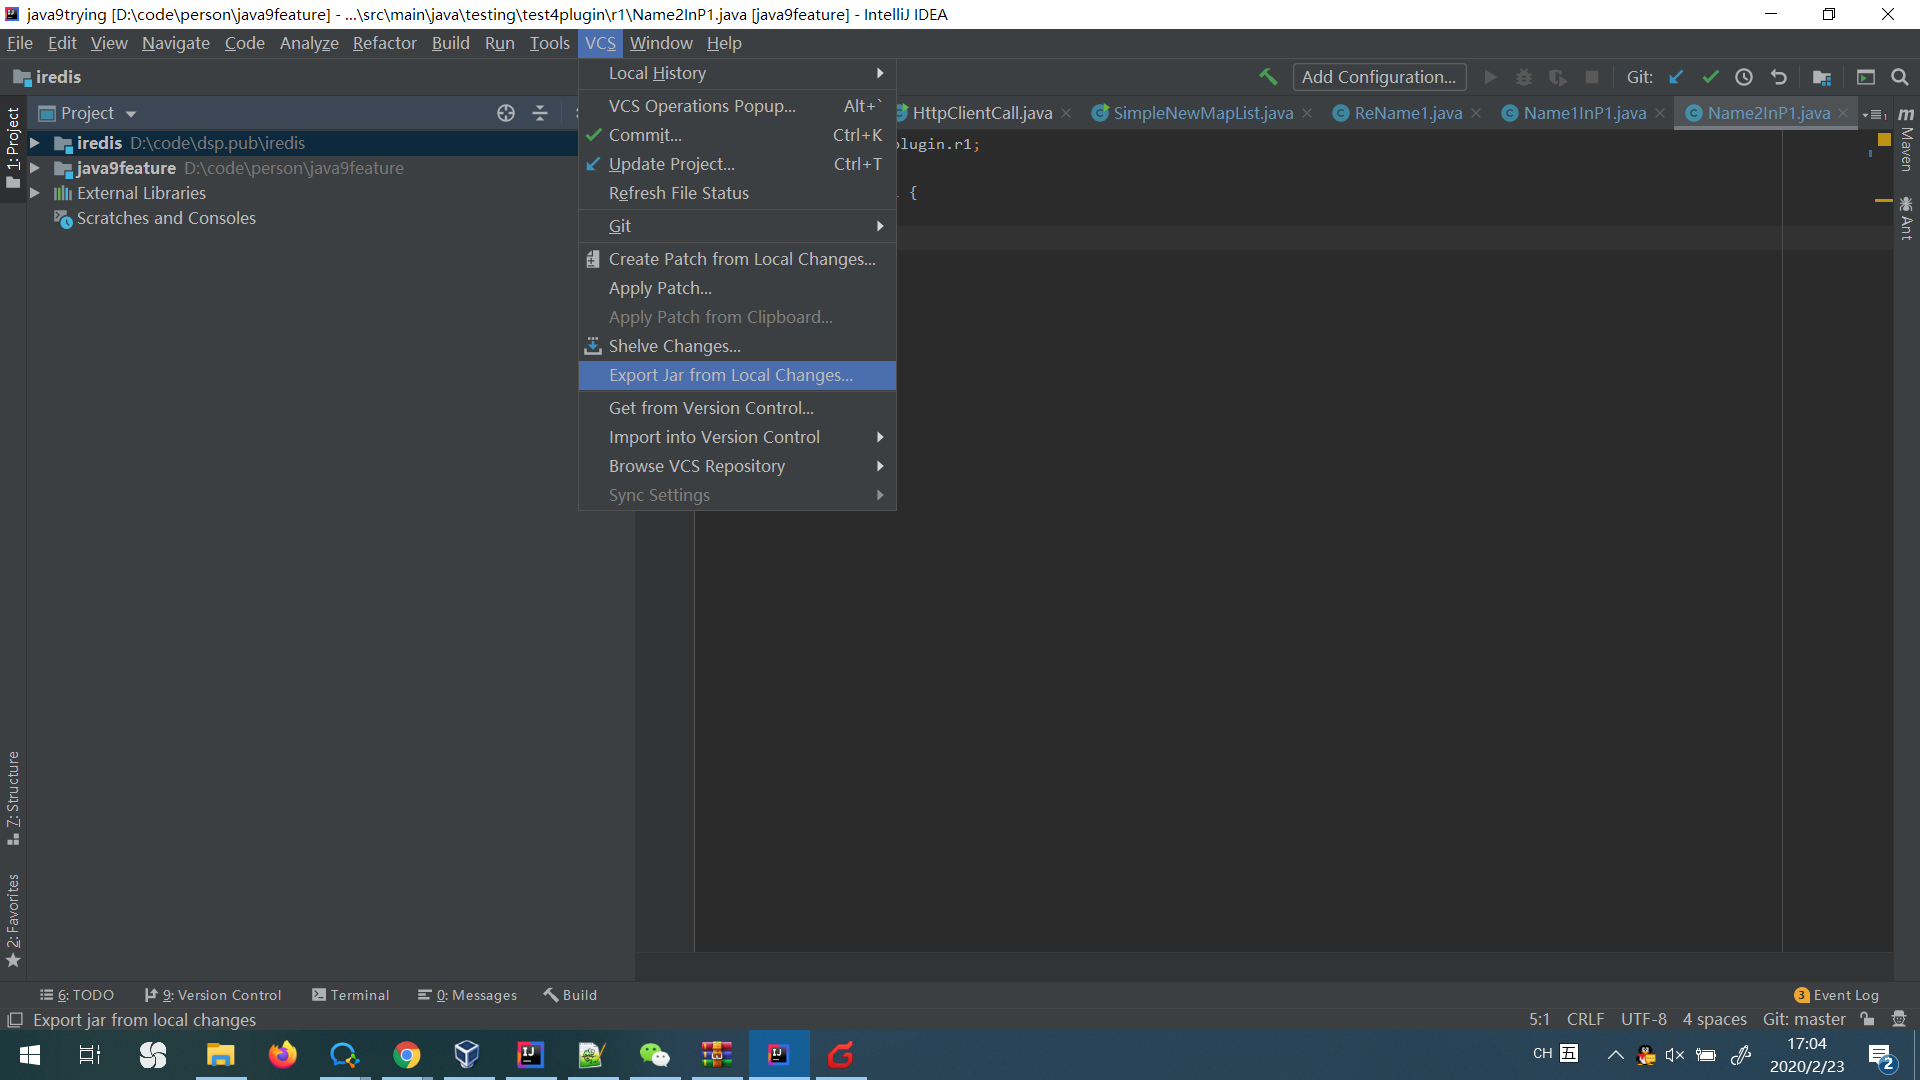 java9trying [D:\code\person\java9feature] - ...\src\main\java\testing\test4plugin\r1\Name2InP1.java [java9feature] - IntelliJ IDEA
File Edit View Navigate Code Analyze Refactor Build Run Tools VCS Window Help
iredis
Add Configuration...
Git:
1: Project
Project
HttpClientCall.java
SimpleNewMapList.java
ReName1.java
Name1InP1.java
Name2InP1.java
iredis D:\code\dsp.pub\iredis
java9feature D:\code\person\java9feature
External Libraries
Scratches and Consoles
Local History
VCS Operations Popup... Alt+`
Commit... Ctrl+K
Update Project... Ctrl+T
Refresh File Status
Git
Create Patch from Local Changes...
Apply Patch...
Apply Patch from Clipboard...
Shelve Changes...
Export Jar from Local Changes...
Get from Version Control...
Import into Version Control
Browse VCS Repository
Sync Settings
lugin.r1;
{
Maven
Ant
7: Structure
2: Favorites
6: TODO
9: Version Control
Terminal
0: Messages
Build
3 Event Log
Export jar from local changes
5:1 CRLF UTF-8 4 spaces Git: master
CH 五
17:04
2020/2/23
2